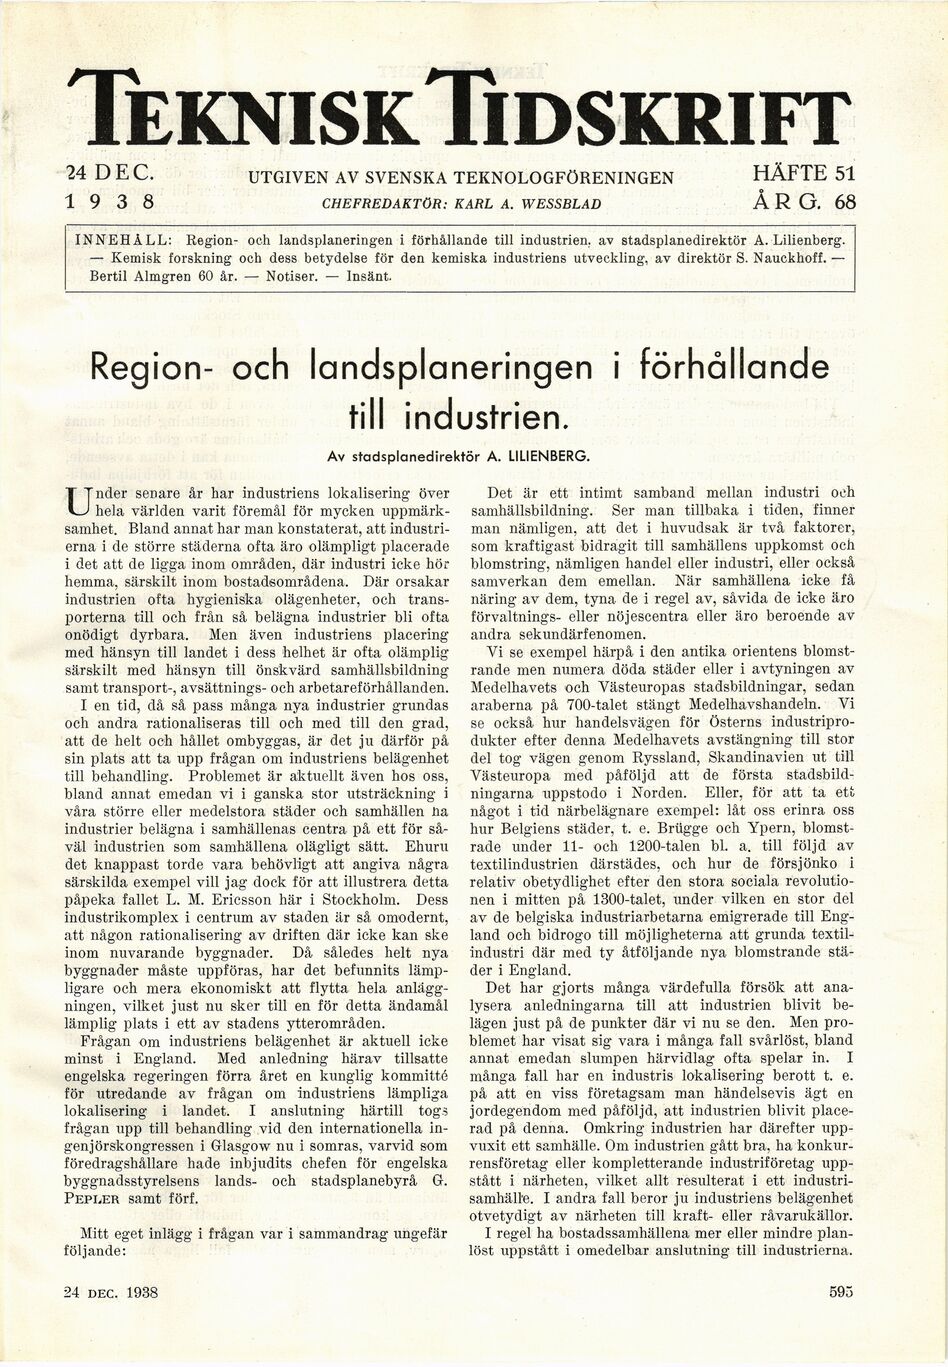 TEKNISK TIDSKRIFT
24 DEC.
1938
UTGIVEN AV SVENSKA TEKNOLOGFÖRENINGEN
CHEFREDAKTÖR: KARL A. WESSBLAD
HÄFTE 51
ÅRG. 68
INNEHÅLL: Region- och landsplaneringen i förhållande till industrien, av stadsplanedirektör A. Lilienberg.
— Kemisk forskning och dess betydelse för den kemiska industriens utveckling, av direktör S. Nauckhoff. —
Bertil Almgren 60 år. — Notiser. — Insänt.
Region- och landsplaneringen i förhållande
till industrien.
Av stadsplanedirektör A. LILIENBERG.
Under senare år har industriens lokalisering över
hela världen varit föremål för mycken uppmärk-
samhet. Bland annat har man konstaterat, att industri-
erna i de större städerna ofta äro olämpligt placerade
i det att de ligga inom områden, där industri icke hör
hemma, särskilt inom bostadsområdena. Där orsakar
industrien ofta hygieniska olägenheter, och trans-
porterna till och från så belägna industrier bli ofta
onödigt dyrbara. Men även industriens placering
med hänsyn till landet i dess helhet är ofta olämplig
särskilt med hänsyn till önskvärd samhällsbildning
samt transport-, avsättnings- och arbetareförhållanden.
I en tid, då så pass många nya industrier grundas
och andra rationaliseras till och med till den grad,
att de helt och hållet ombyggas, är det ju därför på
sin plats att ta upp frågan om industriens belägenhet
till behandling. Problemet är aktuellt även hos oss,
bland annat emedan vi i ganska stor utsträckning i
våra större eller medelstora städer och samhällen ha
industrier belägna i samhällenas centra på ett för så-
väl industrien som samhällena olägligt sätt. Ehuru
det knappast torde vara behövligt att angiva några
särskilda exempel vill jag dock för att illustrera detta
påpeka fallet L. M. Ericsson här i Stockholm. Dess
industrikomplex i centrum av staden är så omodernt,
att någon rationalisering av driften där icke kan ske
inom nuvarande byggnader. Då således helt nya
byggnader måste uppföras, har det befunnits lämp-
ligare och mera ekonomiskt att flytta hela anlägg-
ningen, vilket just nu sker till en för detta ändamål
lämplig plats i ett av stadens ytterområden.
Frågan om industriens belägenhet är aktuell icke
minst i England. Med anledning härav tillsatte
engelska regeringen förra året en kunglig kommitté
för utredande av frågan om industriens lämpliga
lokalisering i landet. I anslutning härtill togs
frågan upp till behandling vid den internationella in-
genjörskongressen i Glasgow nu i somras, varvid som
föredragshållare hade inbjudits chefen för engelska
byggnadsstyrelsens lands- och stadsplanebyrå G.
PEPLER samt förf.
Mitt eget inlägg i frågan var i sammandrag ungefär
följande:
Det är ett intimt samband mellan industri och
samhällsbildning. Ser man tillbaka i tiden, finner
man nämligen, att det i huvudsak är två faktorer,
som kraftigast bidragit till samhällens uppkomst och
blomstring, nämligen handel eller industri, eller också
samverkan dem emellan. När samhällena icke få
näring av dem, tyna de i regel av, såvida de icke äro
förvaltnings- eller nöjescentra eller äro beroende av
andra sekundärfenomen.
Vi se exempel härpå i den antika orientens blomst-
rande men numera döda städer eller i avtyningen av
Medelhavets och Västeuropas stadsbildningar, sedan
araberna på 700-talet stängt Medelhavshandeln. Vi
se också hur handelsvägen för Österns industripro-
dukter efter denna Medelhavets avstängning till stor
del tog vägen genom Ryssland, Skandinavien ut till
Västeuropa med påföljd att de första stadsbild-
ningarna uppstodo i Norden. Eller, för att ta ett
något i tid närbelägnare exempel: låt oss erinra oss
hur Belgiens städer, t. e. Brügge och Ypern, blomst-
rade under 11- och 1200-talen bl. a. till följd av
textilindustrien därstädes, och hur de försjönko i
relativ obetydlighet efter den stora sociala revolutio-
nen i mitten på 1300-talet, under vilken en stor del
av de belgiska industriarbetarna emigrerade till Eng-
land och bidrogo till möjligheterna att grunda textil-
industri där med ty åtföljande nya blomstrande stä-
der i England.
Det har gjorts många värdefulla försök att ana-
lysera anledningarna till att industrien blivit be-
lägen just på de punkter där vi nu se den. Men pro-
blemet har visat sig vara i många fall svårlöst, bland
annat emedan slumpen härvidlag ofta spelar in. I
många fall har en industris lokalisering berott t. e.
på att en viss företagsam man händelsevis ägt en
jordegendom med påföljd, att industrien blivit place-
rad på denna. Omkring industrien har därefter upp-
vuxit ett samhälle. Om industrien gått bra, ha konkur-
rensföretag eller kompletterande industriföretag upp-
stått i närheten, vilket allt resulterat i ett industri-
samhälle. I andra fall beror ju industriens belägenhet
otvetydigt av närheten till kraft- eller råvarukällor.
I regel ha bostadssamhällena mer eller mindre plan-
löst uppstått i omedelbar anslutning till industrierna.
24 DEC. 1938
595